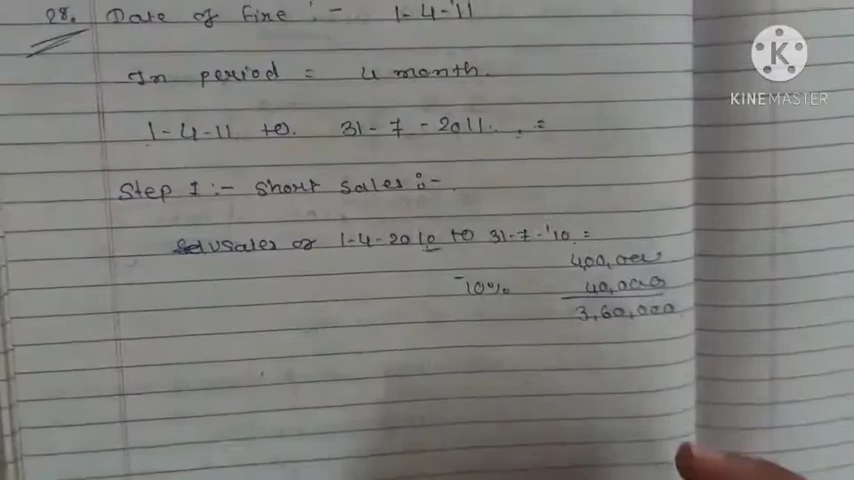 28. Date of fire :- 1-4-'11
In period = 4 month.
1-4-11 to 31-7-2011. =
Step 1 :- Short Sales :-
Sales of 1-4-2010 to 31-7-'10 =
400,000
-10% 40,000
3,60,000
KINEMASTER